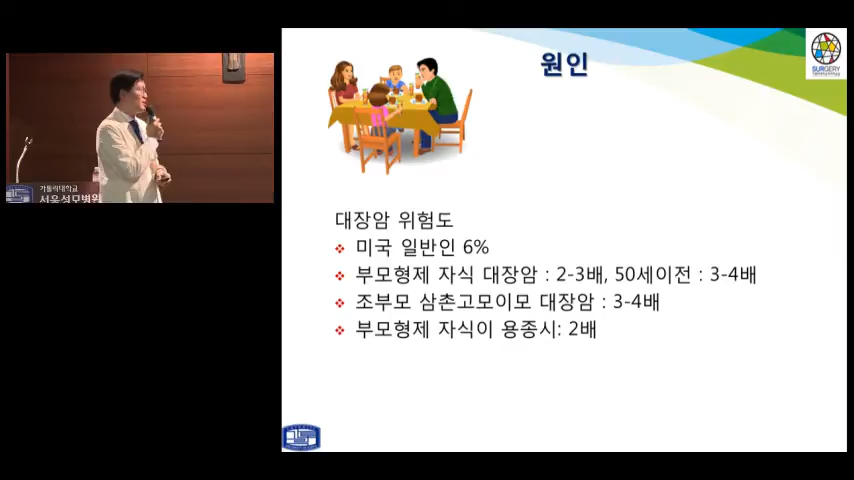 원인
SURGERY
가톨릭대학교
서울성모병원
대장암 위험도
미국 일반인 6%
부모형제 자식 대장암 : 2-3배, 50세이전 : 3-4배
조부모 삼촌고모이모 대장암 : 3-4배
부모형제 자식이 용종시: 2배